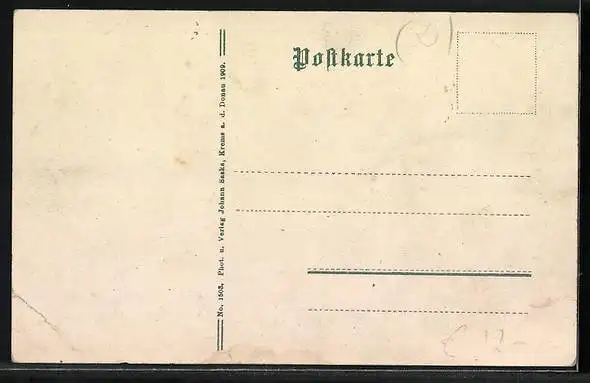 Postkarte
No. 1503, Phot. u. Verlag Johann Saska, Krems a. d. Donau 1909.